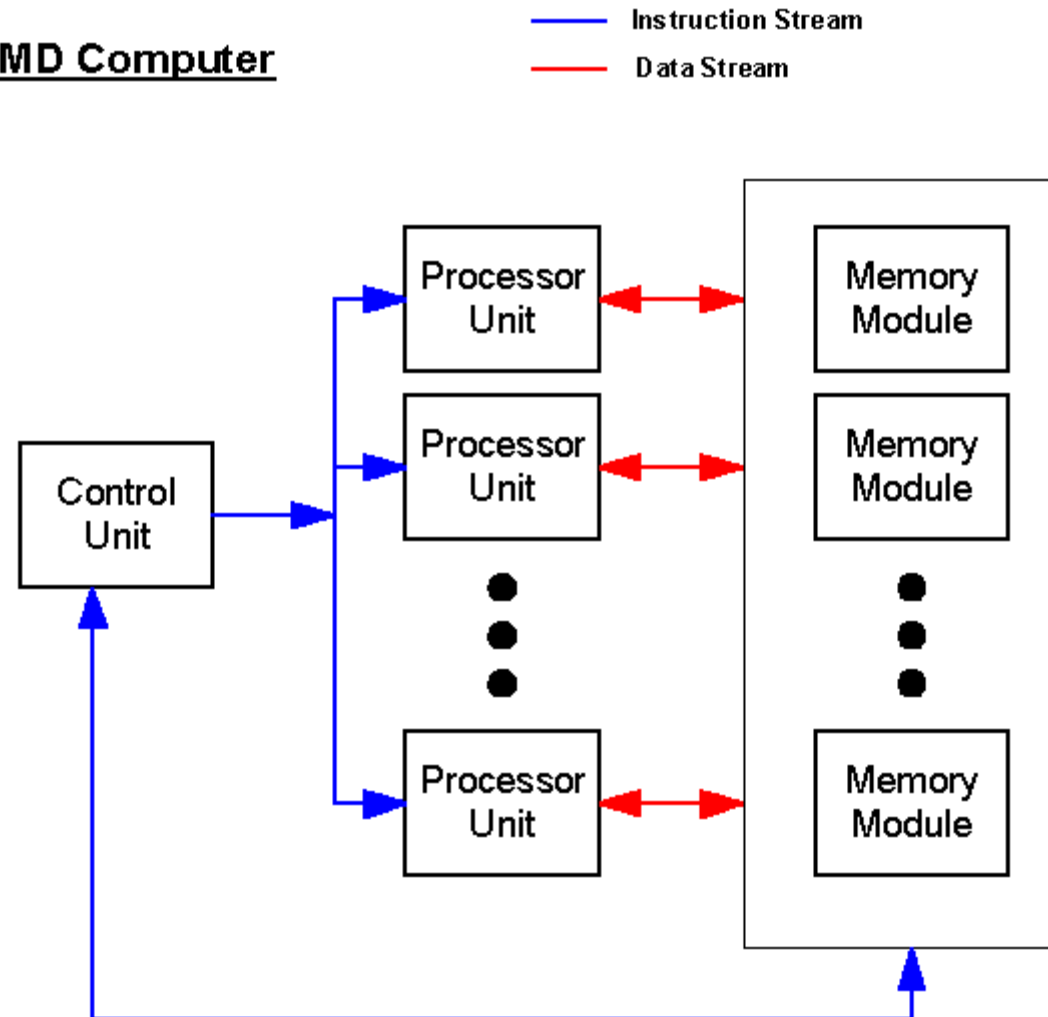 Instruction Stream
MD Computer
Data Stream
Processor
Unit
Memory
Module
Processor
Unit
Memory
Module
Control
Unit
Processor
Unit
Memory
Module